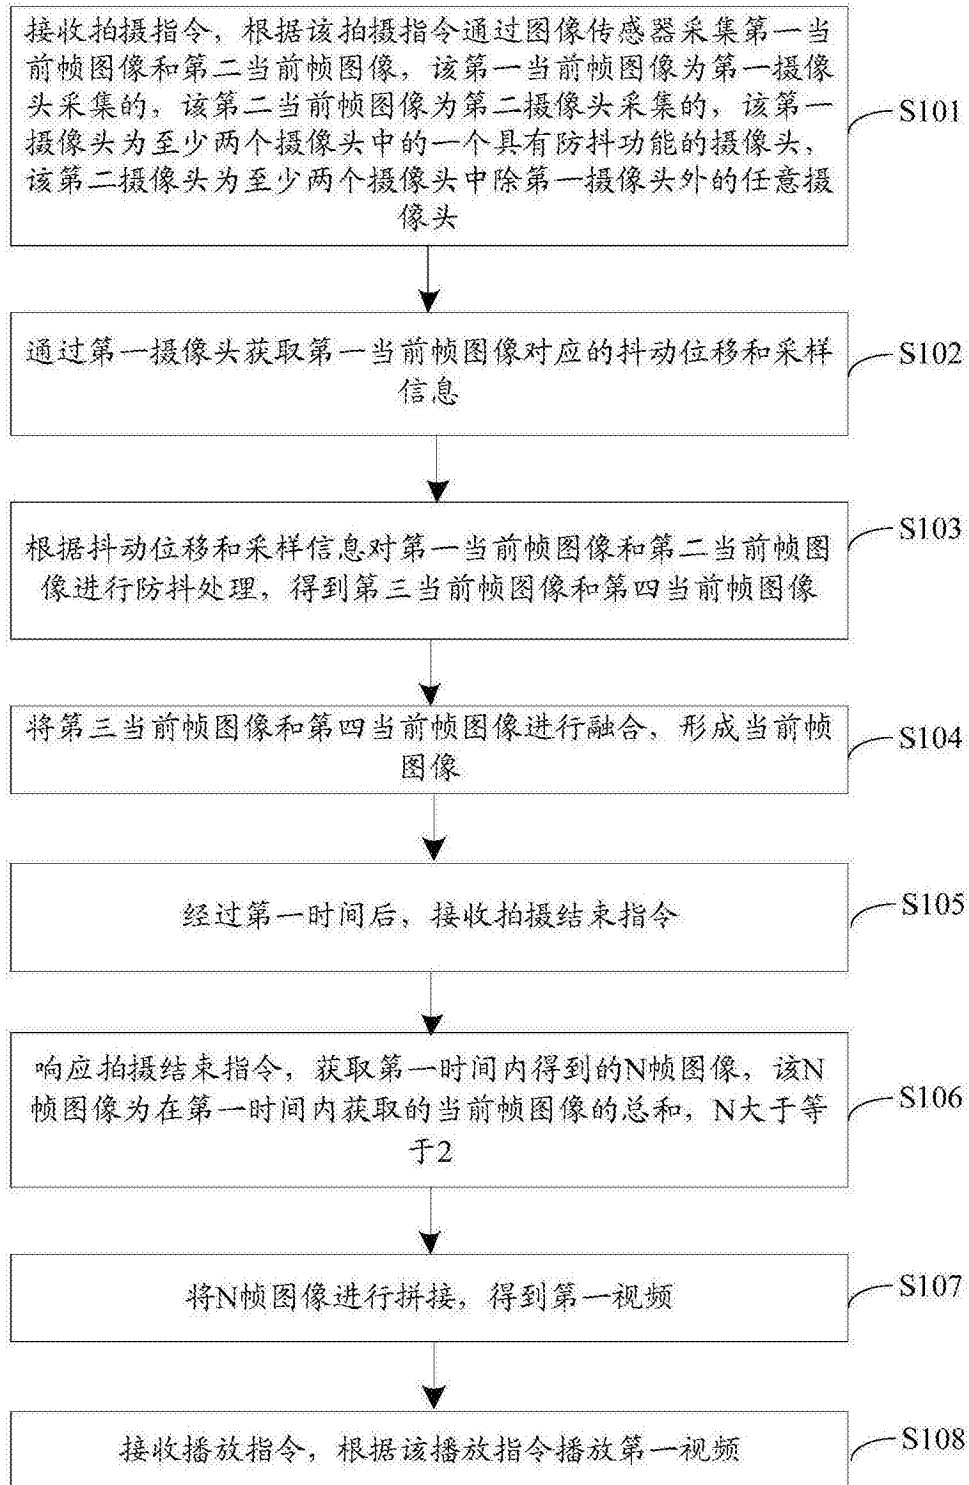 接收拍摄指令，根据该拍摄指令通过图像传感器采集第一当
前帧图像和第二当前帧图像，该第一当前帧图像为第一摄像
头采集的，该第二当前帧图像为第二摄像头采集的，该第一
摄像头为至少两个摄像头中的一个具有防抖功能的摄像头，
该第二摄像头为至少两个摄像头中除第一摄像头外的任意摄
像头
S101
通过第一摄像头获取第一当前帧图像对应的抖动位移和采样
信息
S102
根据抖动位移和采样信息对第一当前帧图像和第二当前帧图
像进行防抖处理，得到第三当前帧图像和第四当前帧图像
S103
将第三当前帧图像和第四当前帧图像进行融合，形成当前帧
图像
S104
经过第一时间后，接收拍摄结束指令
S105
响应拍摄结束指令，获取第一时间内得到的N帧图像，该N
帧图像为在第一时间内获取的当前帧图像的总和，N大于等
于2
S106
将N帧图像进行拼接，得到第一视频
S107
接收播放指令，根据该播放指令播放第一视频
S108